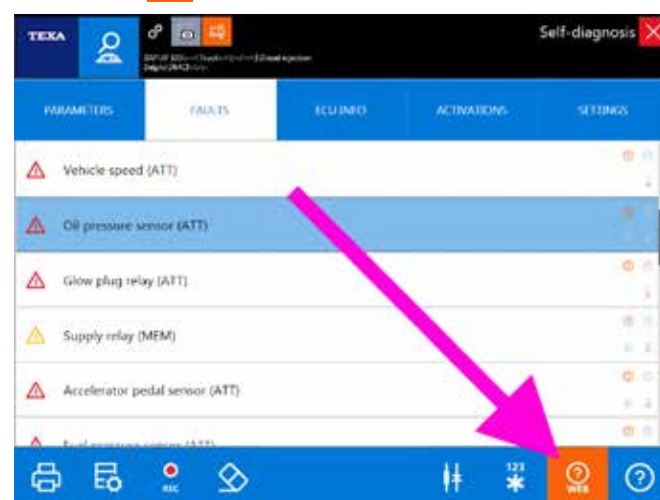 TEXA
Self-diagnosis
PARAMETERS
FAULTS
ECU INFO
ACTIVATIONS
SETTINGS
Vehicle speed (ATT)
Oil pressure sensor (ATT)
Glow plug relay (ATT)
Supply relay (MEM)
Accelerator pedal sensor (ATT)
REC
123
WEB